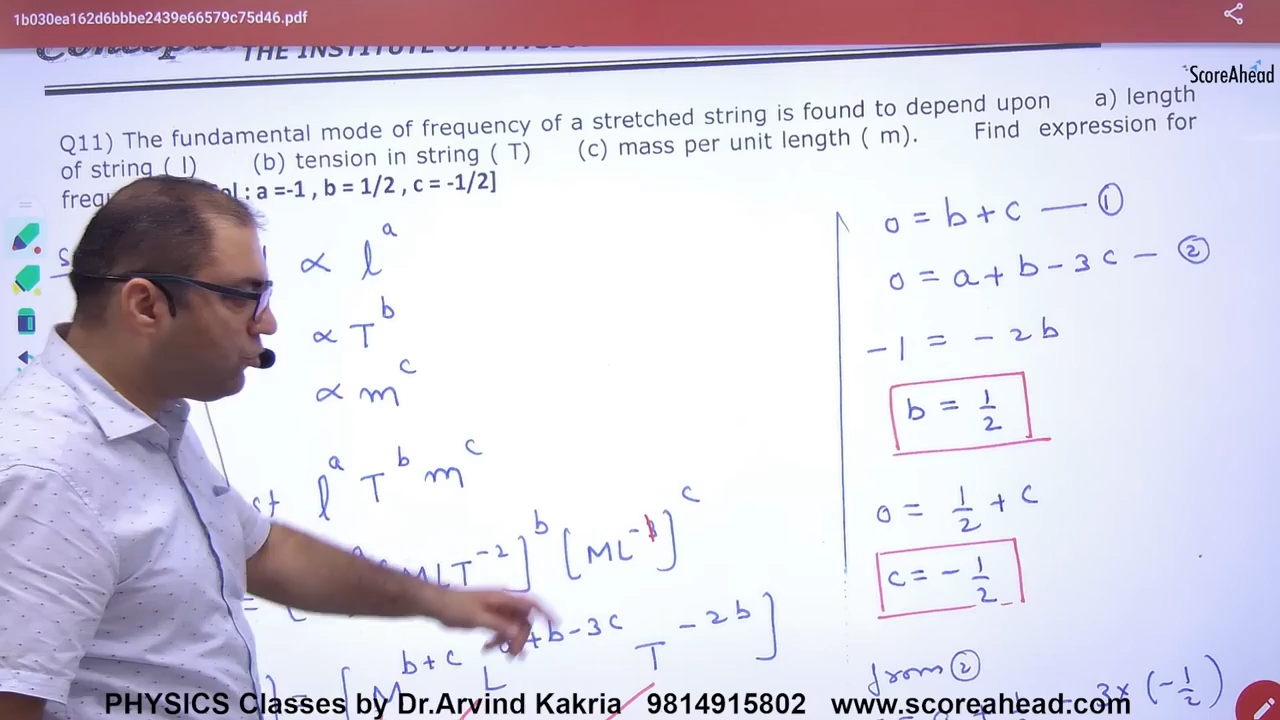 1b030ea162d6bbbe2439e66579c75d46.pdf
THE INSTITUTE OF
ScoreAhead
Q11) The fundamental mode of frequency of a stretched string is found to depend upon a) length
of string ( l) (b) tension in string ( T) (c) mass per unit length ( m). Find expression for
: a =-1 , b = 1/2 , c = -1/2]
∝ l^a
∝ T^b
∝ m^c
l^a T^b m^c
MLT^-2]^b [ML^-1]^c
= [M^b+c L^a+b-3c T^-2b]
0 = b + c — ①
0 = a + b - 3c - ②
-1 = -2b
b = 1/2
0 = 1/2 + c
c = -1/2
from ②
3× (-1/2)
PHYSICS Classes by Dr.Arvind Kakria 9814915802 www.scoreahead.com